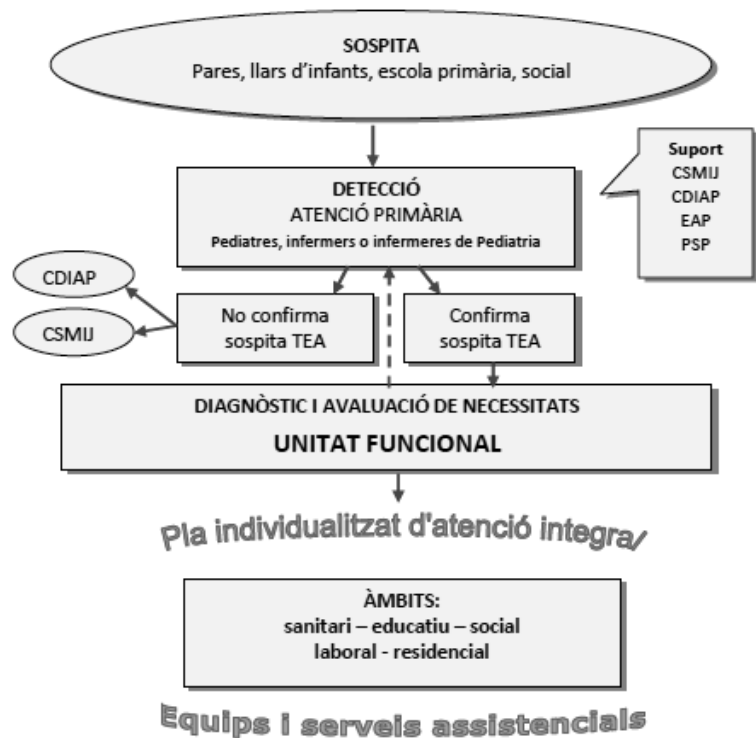 SOSPITA
Pares, llars d'infants, escola primària, social
Suport
CSMIJ
CDIAP
EAP
PSP
DETECCIÓ
ATENCIÓ PRIMÀRIA
Pediatres, infermers o infermeres de Pediatria
CDIAP
CSMIJ
No confirma
sospita TEA
Confirma
sospita TEA
DIAGNÒSTIC I AVALUACIÓ DE NECESSITATS
UNITAT FUNCIONAL
Pla individualitzat d'atenció integral
ÀMBITS:
sanitari – educatiu – social
laboral - residencial
Equips i serveis assistencials